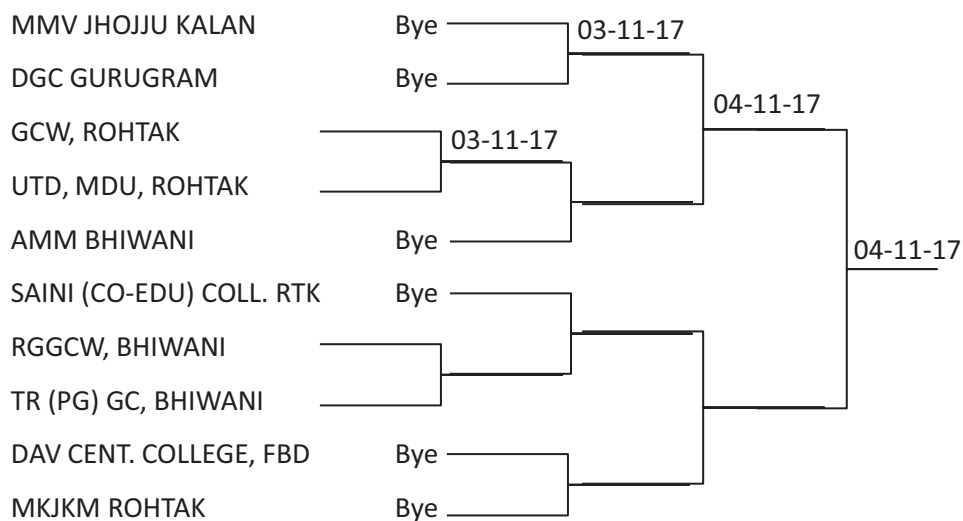 MMV JHOJJU KALAN Bye 03-11-17
DGC GURUGRAM Bye
04-11-17
GCW, ROHTAK
03-11-17
UTD, MDU, ROHTAK
AMM BHIWANI Bye
04-11-17
SAINI (CO-EDU) COLL. RTK Bye
RGGCW, BHIWANI
TR (PG) GC, BHIWANI
DAV CENT. COLLEGE, FBD Bye
MKJKM ROHTAK Bye